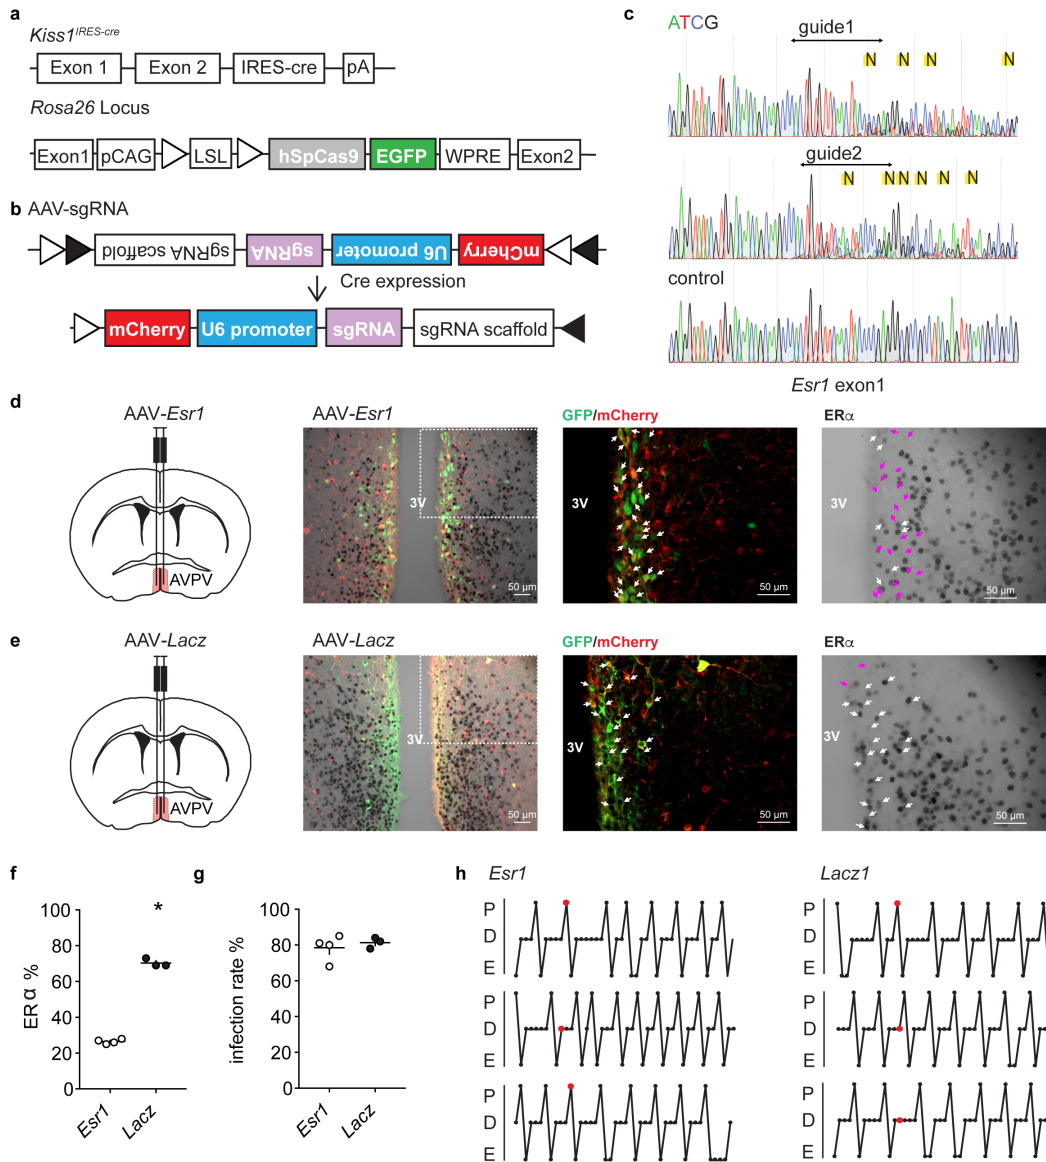 a
Kiss1IRES-cre
Exon 1 Exon 2 IRES-cre pA
Rosa26 Locus
Exon1 pCAG LSL hSpCas9 EGFP WPRE Exon2
b AAV-sgRNA
sgRNA scaffold sgRNA U6 promoter mCherry
Cre expression
mCherry U6 promoter sgRNA sgRNA scaffold
c
ATCG
guide1
N N N N
guide2
N N N N N N
control
Esr1 exon1
d
AAV-Esr1
AVPV
AAV-Esr1
3V
50 µm
GFP/mCherry
3V
50 µm
ERα
3V
50 µm
e
AAV-Lacz
AVPV
AAV-Lacz
3V
50 µm
GFP/mCherry
3V
50 µm
ERα
3V
50 µm
f
ERα %
100
80
60
40
20
0
*
Esr1 Lacz
g
infection rate %
100
80
60
40
20
0
Esr1 Lacz
h
Esr1
P
D
E
P
D
E
P
D
E
Lacz1
P
D
E
P
D
E
P
D
E